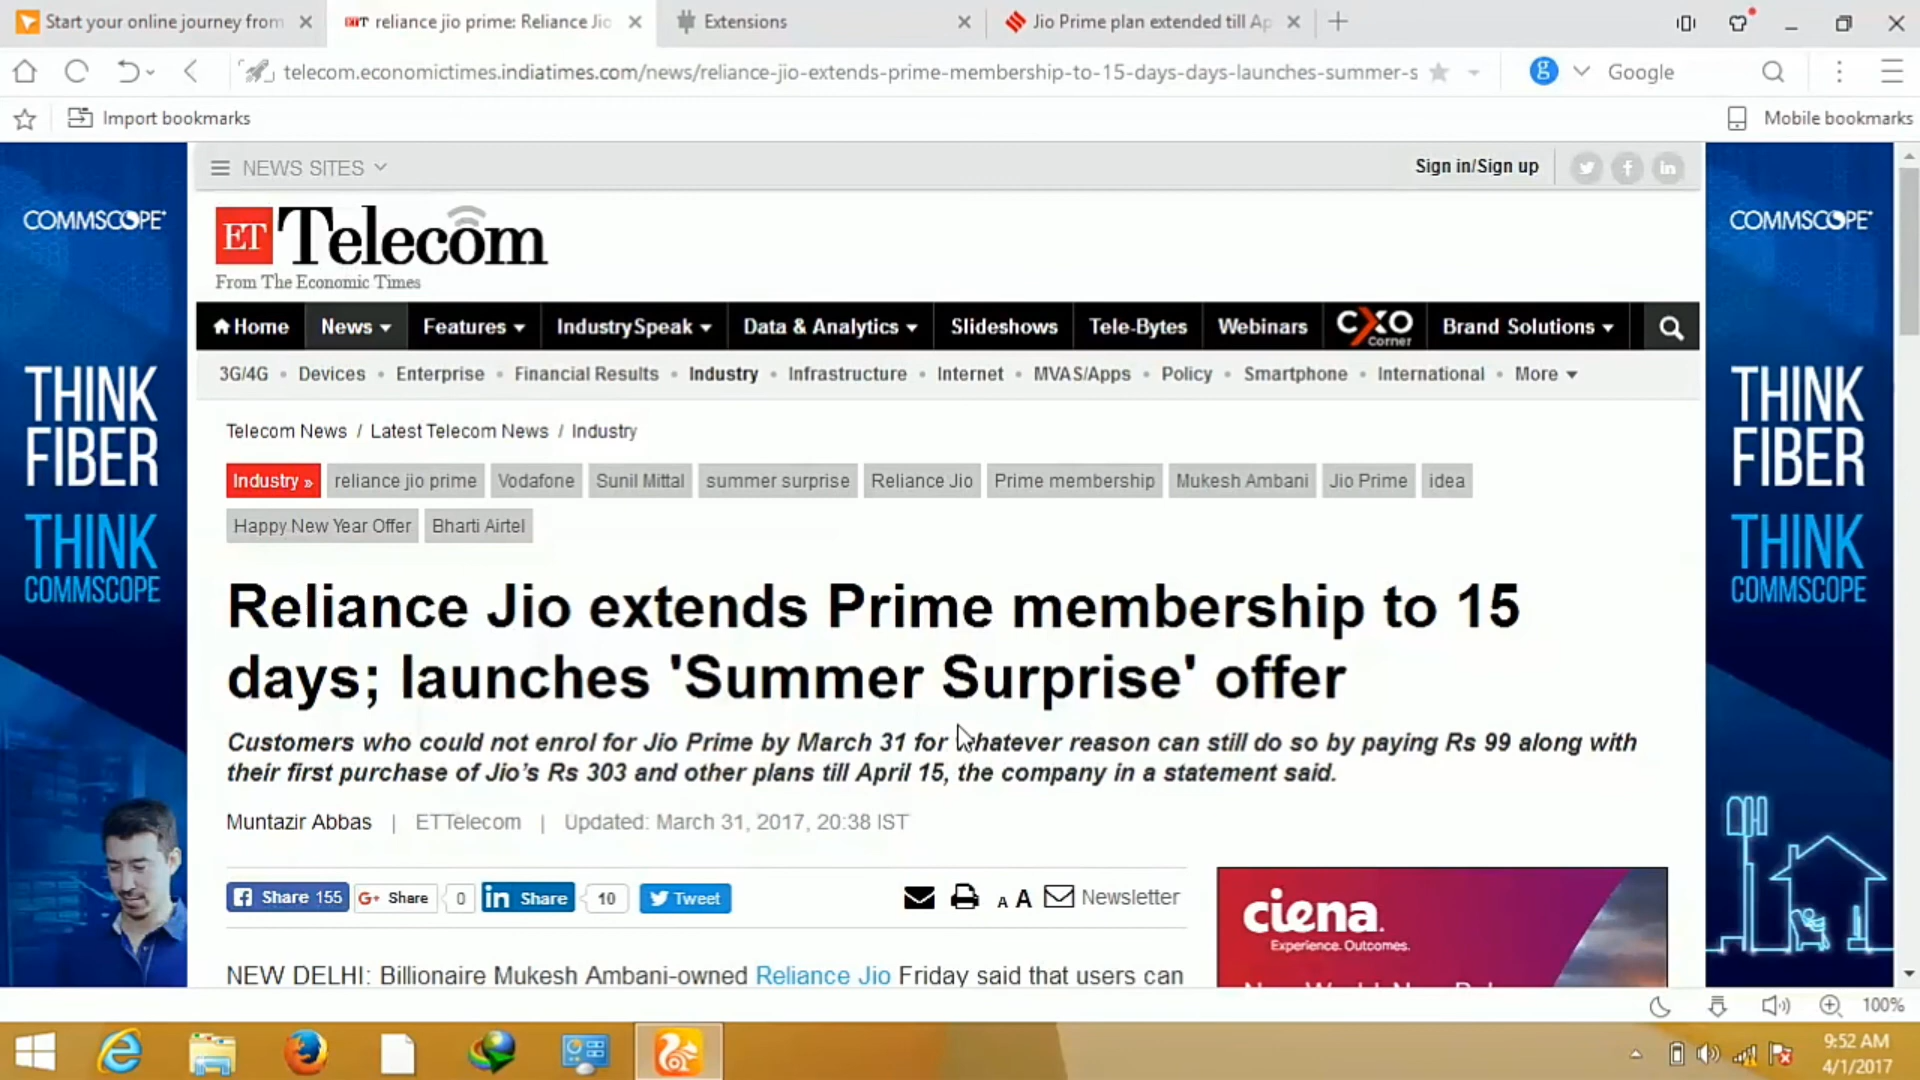 Start your online journey from
reliance jio prime: Reliance Jio
Extensions
Jio Prime plan extended till Ap
telecom.economictimes.indiatimes.com/news/reliance-jio-extends-prime-membership-to-15-days-days-launches-summer-s
Google
Import bookmarks
Mobile bookmarks
NEWS SITES
Sign in/Sign up
COMMSCOPE
COMMSCOPE
ET Telecom
From The Economic Times
Home
News
Features
IndustrySpeak
Data & Analytics
Slideshows
Tele-Bytes
Webinars
CXO Corner
Brand Solutions
3G/4G • Devices • Enterprise • Financial Results • Industry • Infrastructure • Internet • MVAS/Apps • Policy • Smartphone • International • More
THINK
FIBER
THINK
COMMSCOPE
THINK
FIBER
THINK
COMMSCOPE
Telecom News / Latest Telecom News / Industry
Industry »
reliance jio prime
Vodafone
Sunil Mittal
summer surprise
Reliance Jio
Prime membership
Mukesh Ambani
Jio Prime
idea
Happy New Year Offer
Bharti Airtel
Reliance Jio extends Prime membership to 15
days; launches 'Summer Surprise' offer
Customers who could not enrol for Jio Prime by March 31 for whatever reason can still do so by paying Rs 99 along with
their first purchase of Jio’s Rs 303 and other plans till April 15, the company in a statement said.
Muntazir Abbas | ETTelecom | Updated: March 31, 2017, 20:38 IST
Share 155
G+ Share
0
in Share
10
Tweet
A A
Newsletter
ciena.
Experience. Outcomes.
NEW DELHI: Billionaire Mukesh Ambani-owned Reliance Jio Friday said that users can
100%
9:52 AM
4/1/2017